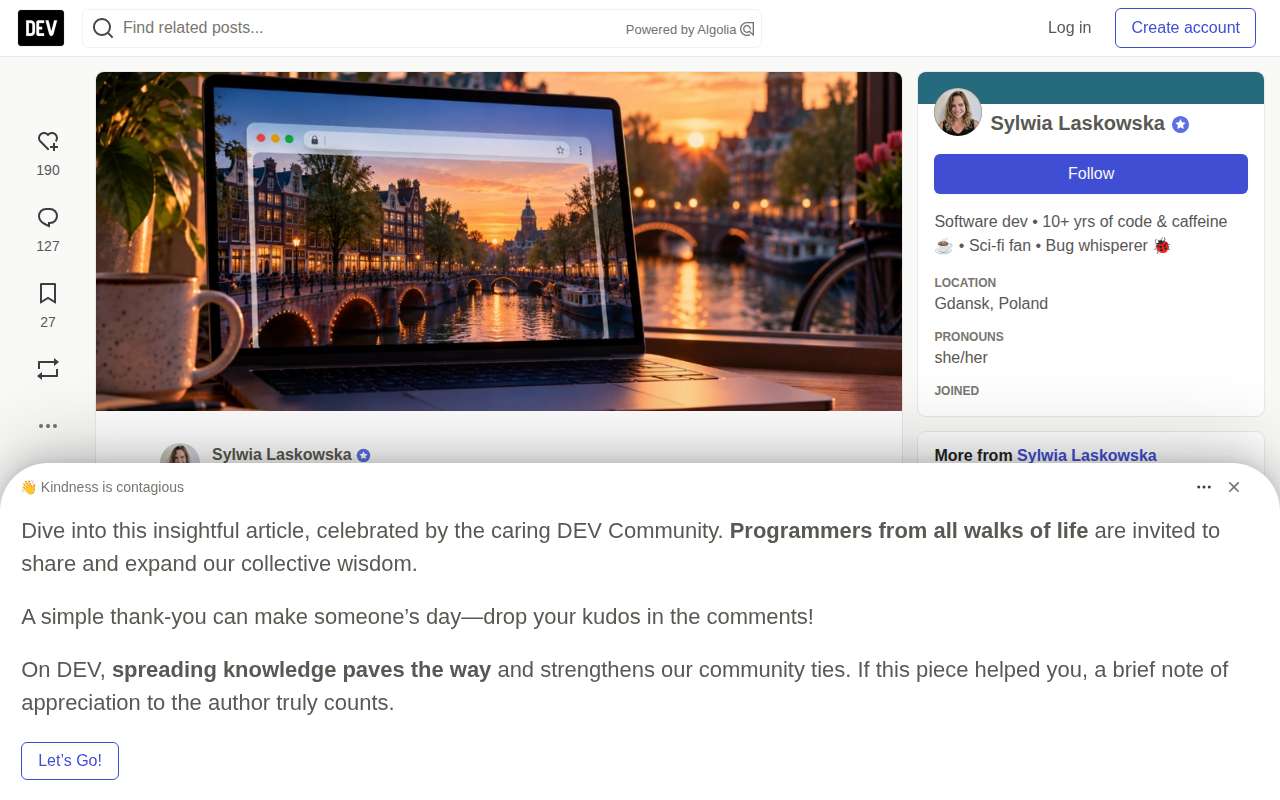 DEV
Find related posts...
Powered by Algolia
Log in
Create account
190
127
27
Sylwia Laskowska
Follow
Software dev • 10+ yrs of code & caffeine
☕ • Sci-fi fan • Bug whisperer 🐞
LOCATION
Gdansk, Poland
PRONOUNS
she/her
JOINED
Sylwia Laskowska
More from Sylwia Laskowska
👋 Kindness is contagious
Dive into this insightful article, celebrated by the caring DEV Community. Programmers from all walks of life are invited to
share and expand our collective wisdom.
A simple thank-you can make someone’s day—drop your kudos in the comments!
On DEV, spreading knowledge paves the way and strengthens our community ties. If this piece helped you, a brief note of
appreciation to the author truly counts.
Let's Go!